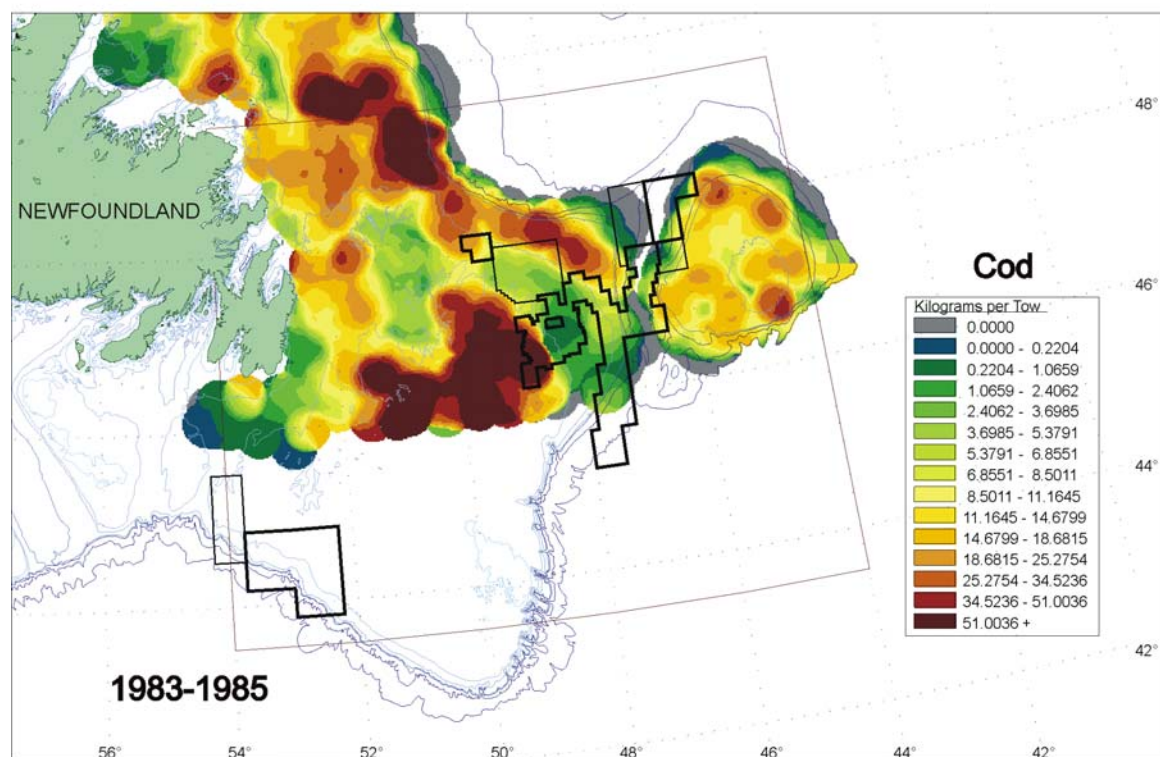 48°
NEWFOUNDLAND
Cod
46°
Kilograms per Tow
0.0000
0.0000 - 0.2204
0.2204 - 1.0659
1.0659 - 2.4062
2.4062 - 3.6985
3.6985 - 5.3791
5.3791 - 6.8551
6.8551 - 8.5011
8.5011 - 11.1645
11.1645 - 14.6799
14.6799 - 18.6815
18.6815 - 25.2754
25.2754 - 34.5236
34.5236 - 51.0036
51.0036 +
44°
42°
1983-1985
56° 54° 52° 50° 48° 46° 44° 42°